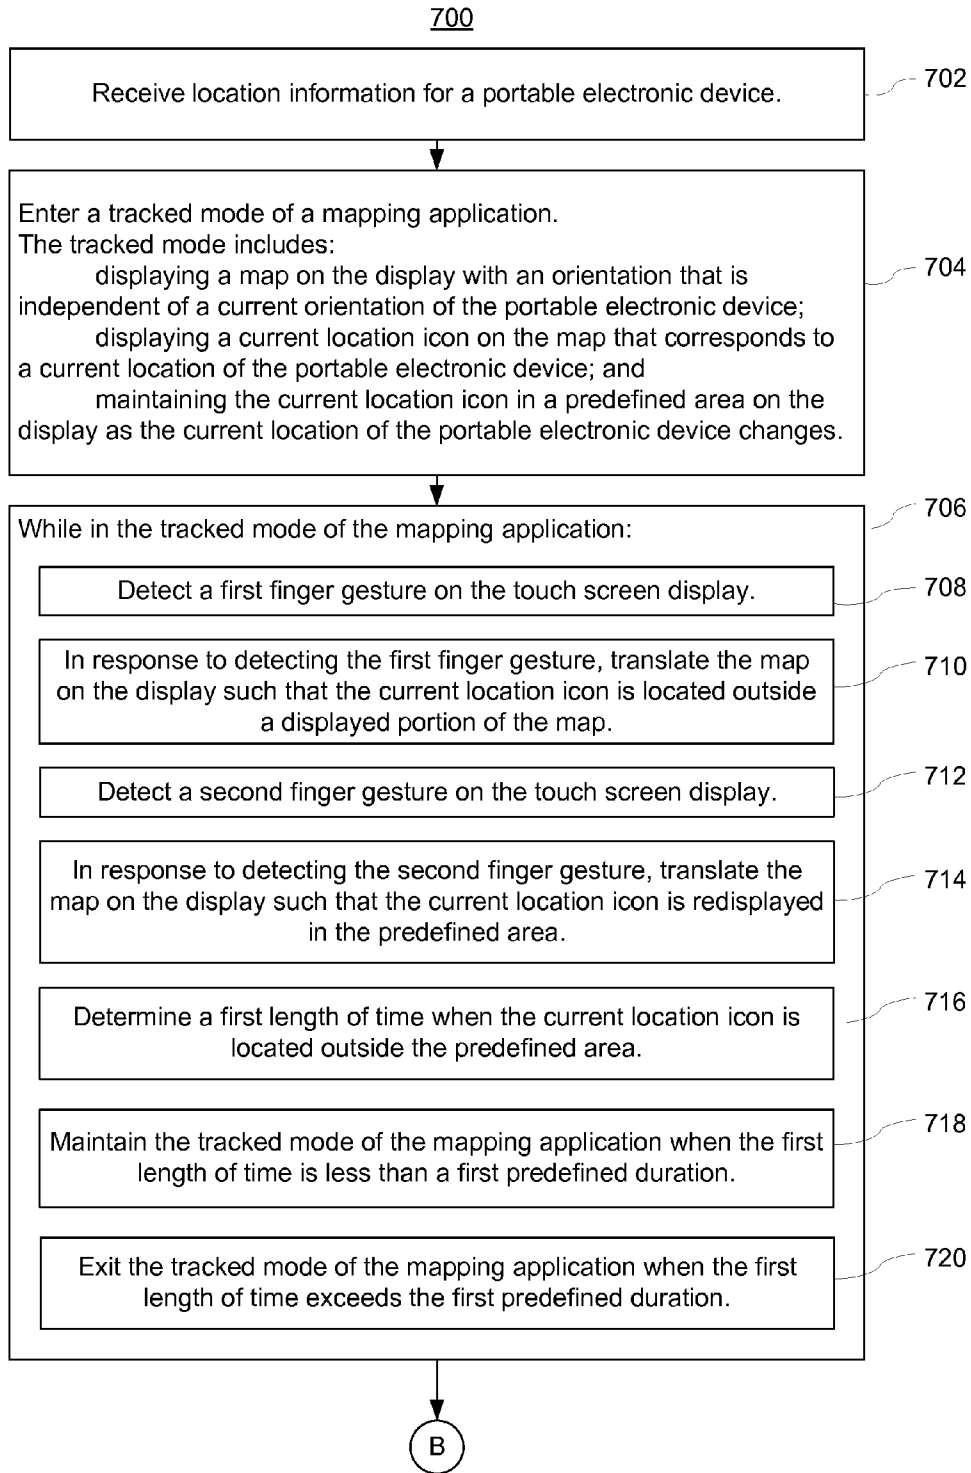 700
Receive location information for a portable electronic device.
702
Enter a tracked mode of a mapping application.
The tracked mode includes:
displaying a map on the display with an orientation that is
independent of a current orientation of the portable electronic device;
displaying a current location icon on the map that corresponds to
a current location of the portable electronic device; and
maintaining the current location icon in a predefined area on the
display as the current location of the portable electronic device changes.
704
While in the tracked mode of the mapping application:
706
Detect a first finger gesture on the touch screen display.
708
In response to detecting the first finger gesture, translate the map
on the display such that the current location icon is located outside
a displayed portion of the map.
710
Detect a second finger gesture on the touch screen display.
712
In response to detecting the second finger gesture, translate the
map on the display such that the current location icon is redisplayed
in the predefined area.
714
Determine a first length of time when the current location icon is
located outside the predefined area.
716
Maintain the tracked mode of the mapping application when the first
length of time is less than a first predefined duration.
718
Exit the tracked mode of the mapping application when the first
length of time exceeds the first predefined duration.
720
B